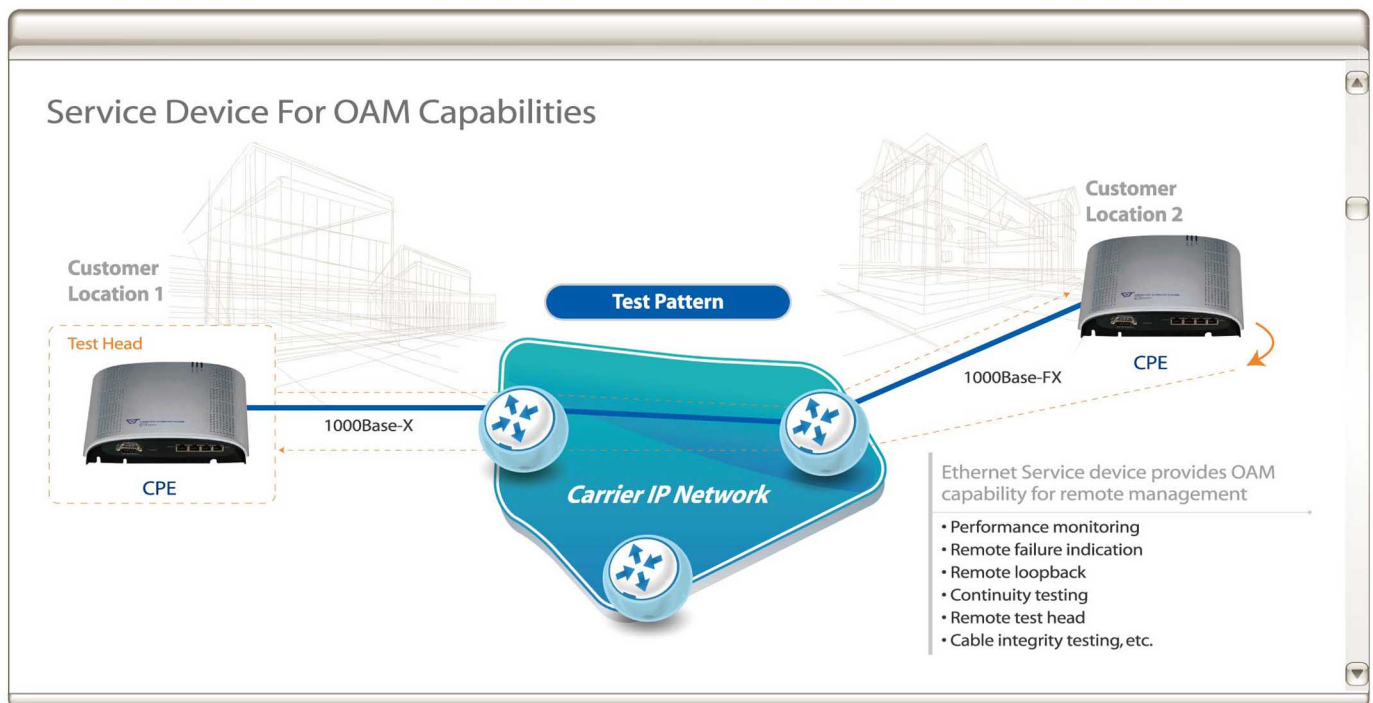 Service Device For OAM Capabilities
Customer
Location 1
Test Head
CPE
1000Base-X
Test Pattern
Carrier IP Network
Customer
Location 2
CPE
1000Base-FX
Ethernet Service device provides OAM
capability for remote management
• Performance monitoring
• Remote failure indication
• Remote loopback
• Continuity testing
• Remote test head
• Cable integrity testing, etc.